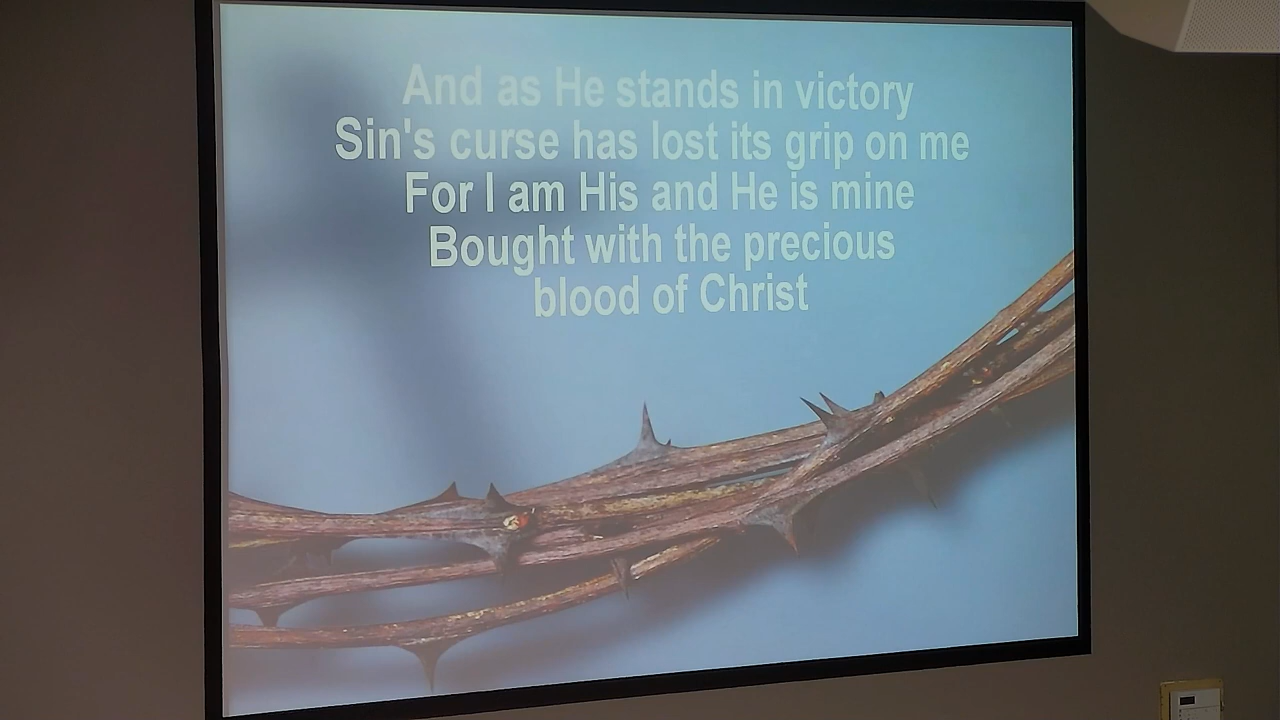 And as He stands in victory
Sin's curse has lost its grip on me
For I am His and He is mine
Bought with the precious
blood of Christ